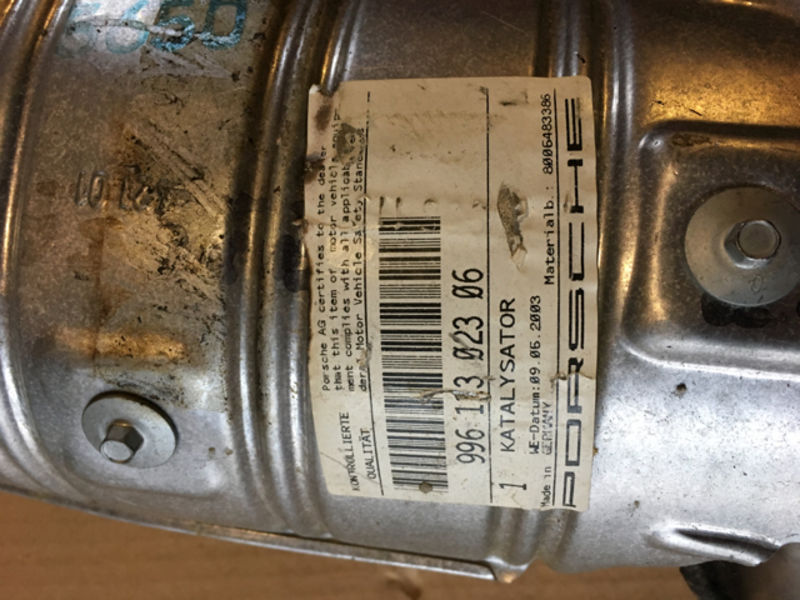 KONTROLLIERTE
QUALITÄT
Porsche AG certifies to the dealer
that this item of motor vehicle equip-
ment complies with all applicable
deral Motor Vehicle Safety Standards
996 113 023 06
1 KATALYSATOR
WE-Datum:09.06.2003 Materialb.: 8006483386
Made in GERMANY
PORSCHE